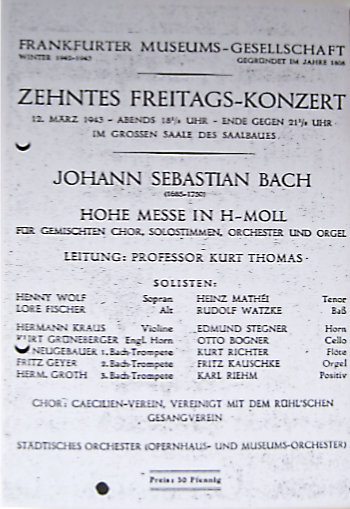 FRANKFURTER MUSEUMS-GESELLSCHAFT
WINTER 1942-1943 GEGRÜNDET IM JAHRE 1808
ZEHNTES FREITAGS-KONZERT
12. MÄRZ 1943 - ABENDS 18½ UHR - ENDE GEGEN 21½ UHR
IM GROSSEN SAALE DES SAALBAUES
JOHANN SEBASTIAN BACH
(1685-1750)
HOHE MESSE IN H-MOLL
FÜR GEMISCHTEN CHOR, SOLOSTIMMEN, ORCHESTER UND ORGEL
LEITUNG: PROFESSOR KURT THOMAS
SOLISTEN:
HENNY WOLF Sopran HEINZ MATHÉI Tenor
LORE FISCHER Alt RUDOLF WATZKE Baß
HERMANN KRAUS Violine EDMUND STEGNER Horn
KURT GRÜNEBERGER Engl. Horn OTTO BOGNER Cello
NEUGEBAUER 1. Bach-Trompete KURT RICHTER Flöte
FRITZ GEYER 2. Bach-Trompete FRITZ KAUSCHKE Orgel
HERM. GROTH 3. Bach-Trompete KARL RIEHM Positiv
CHOR: CAECILIEN-VEREIN, VEREINIGT MIT DEM RÜHL'SCHEN
GESANGVEREIN
STÄDTISCHES ORCHESTER (OPERNHAUS- UND MUSEUMS-ORCHESTER)
Preis: 30 Pfennig